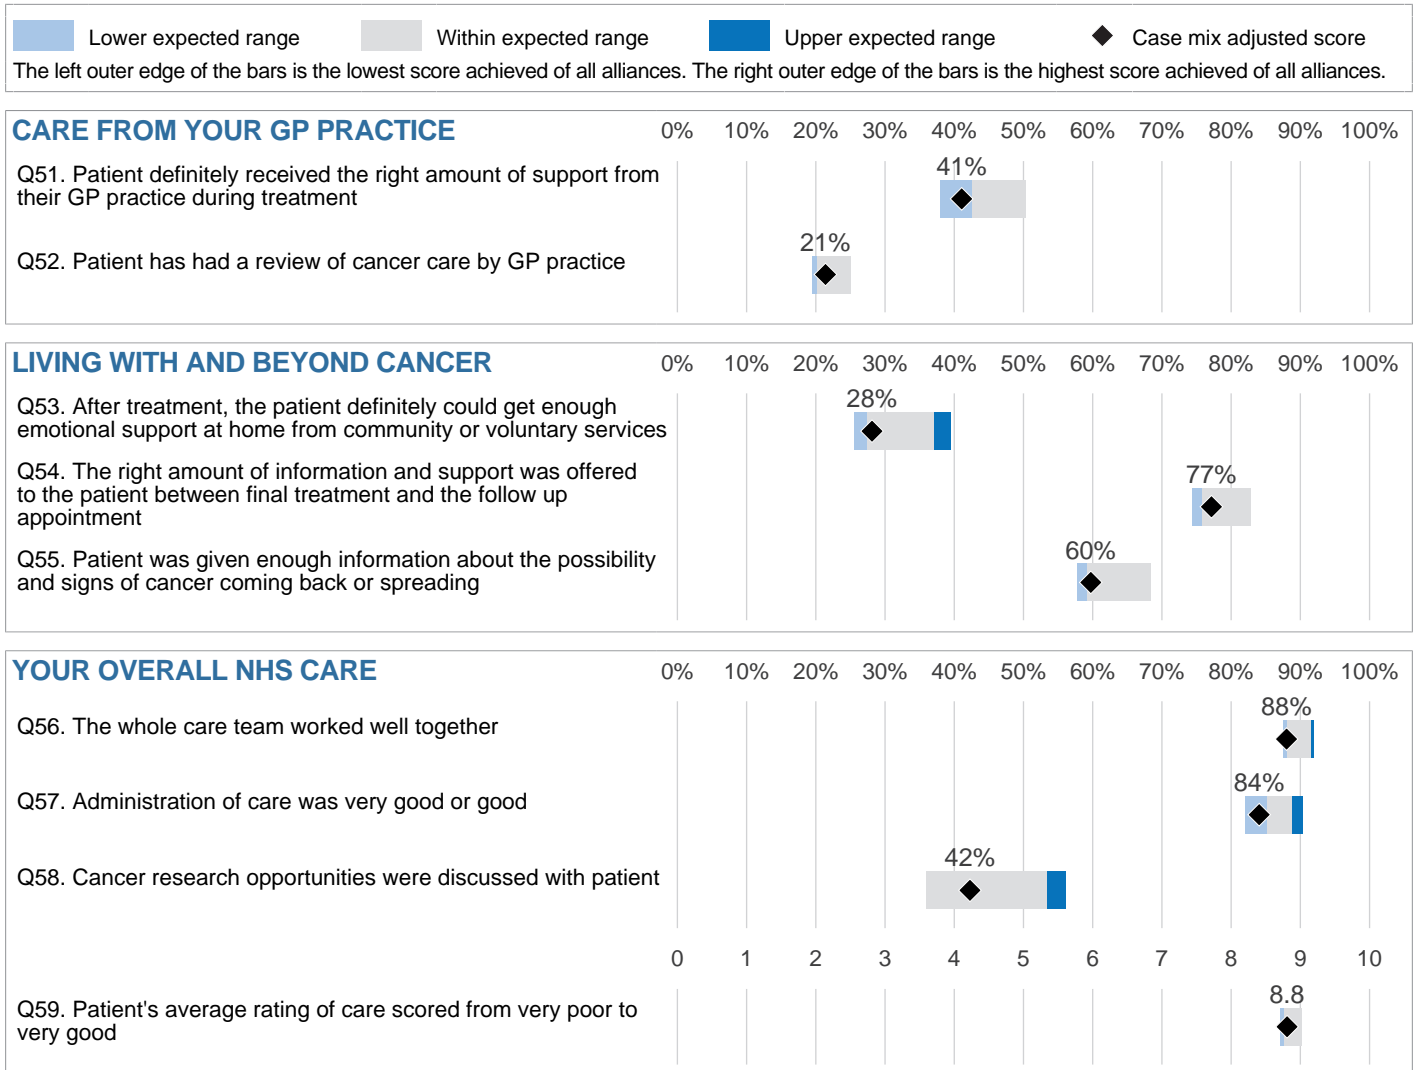 Lower expected range Within expected range Upper expected range Case mix adjusted score
The left outer edge of the bars is the lowest score achieved of all alliances. The right outer edge of the bars is the highest score achieved of all alliances.
CARE FROM YOUR GP PRACTICE 0% 10% 20% 30% 40% 50% 60% 70% 80% 90% 100%
Q51. Patient definitely received the right amount of support from
their GP practice during treatment
41%
Q52. Patient has had a review of cancer care by GP practice
21%
LIVING WITH AND BEYOND CANCER 0% 10% 20% 30% 40% 50% 60% 70% 80% 90% 100%
Q53. After treatment, the patient definitely could get enough
emotional support at home from community or voluntary services
28%
Q54. The right amount of information and support was offered
to the patient between final treatment and the follow up
appointment
77%
Q55. Patient was given enough information about the possibility
and signs of cancer coming back or spreading
60%
YOUR OVERALL NHS CARE 0% 10% 20% 30% 40% 50% 60% 70% 80% 90% 100%
Q56. The whole care team worked well together
88%
Q57. Administration of care was very good or good
84%
Q58. Cancer research opportunities were discussed with patient
42%
0 1 2 3 4 5 6 7 8 9 10
Q59. Patient's average rating of care scored from very poor to
very good
8.8